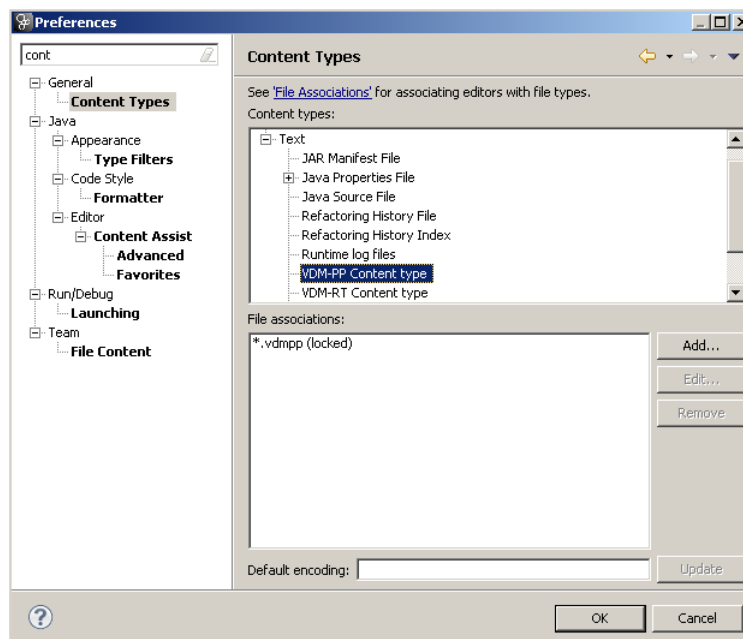 Preferences
cont
General
Content Types
Java
Appearance
Type Filters
Code Style
Formatter
Editor
Content Assist
Advanced
Favorites
Run/Debug
Launching
Team
File Content
Content Types
See 'File Associations' for associating editors with file types.
Content types:
Text
JAR Manifest File
Java Properties File
Java Source File
Refactoring History File
Refactoring History Index
Runtime log files
VDM-PP Content type
VDM-RT Content type
File associations:
*.vdmpp (locked)
Add...
Edit...
Remove
Default encoding:
Update
?
OK
Cancel